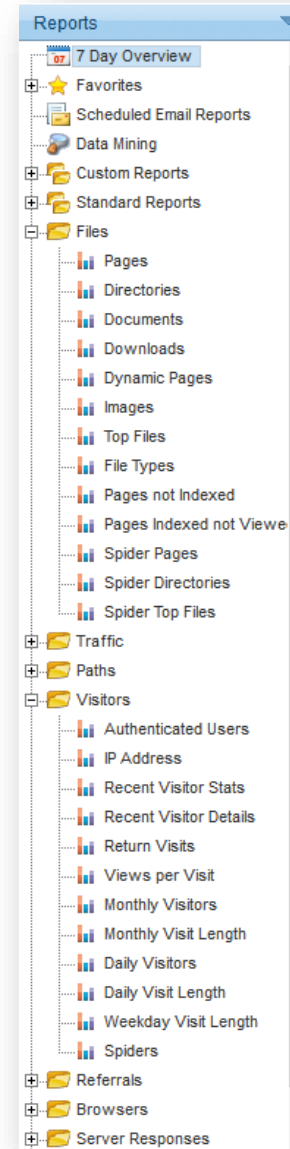 Reports
07 7 Day Overview
Favorites
Scheduled Email Reports
Data Mining
Custom Reports
Standard Reports
Files
Pages
Directories
Documents
Downloads
Dynamic Pages
Images
Top Files
File Types
Pages not Indexed
Pages Indexed not Viewe
Spider Pages
Spider Directories
Spider Top Files
Traffic
Paths
Visitors
Authenticated Users
IP Address
Recent Visitor Stats
Recent Visitor Details
Return Visits
Views per Visit
Monthly Visitors
Monthly Visit Length
Daily Visitors
Daily Visit Length
Weekday Visit Length
Spiders
Referrals
Browsers
Server Responses